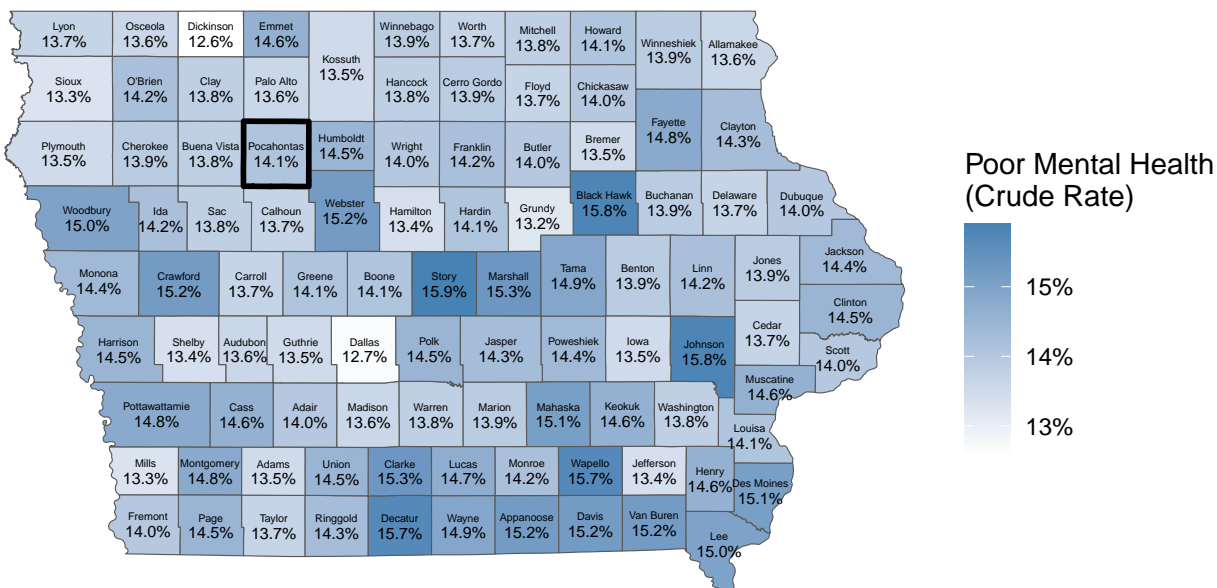 Lyon
13.7%
Osceola
13.6%
Dickinson
12.6%
Emmet
14.6%
Kossuth
13.5%
Winnebago
13.9%
Worth
13.7%
Mitchell
13.8%
Howard
14.1%
Winneshiek
13.9%
Allamakee
13.6%
Sioux
13.3%
O'Brien
14.2%
Clay
13.8%
Palo Alto
13.6%
Hancock
13.8%
Cerro Gordo
13.9%
Floyd
13.7%
Chickasaw
14.0%
Fayette
14.8%
Clayton
14.3%
Plymouth
13.5%
Cherokee
13.9%
Buena Vista
13.8%
Pocahontas
14.1%
Humboldt
14.5%
Wright
14.0%
Franklin
14.2%
Butler
14.0%
Bremer
13.5%
Woodbury
15.0%
Ida
14.2%
Sac
13.8%
Calhoun
13.7%
Webster
15.2%
Hamilton
13.4%
Hardin
14.1%
Grundy
13.2%
Black Hawk
15.8%
Buchanan
13.9%
Delaware
13.7%
Dubuque
14.0%
Monona
14.4%
Crawford
15.2%
Carroll
13.7%
Greene
14.1%
Boone
14.1%
Story
15.9%
Marshall
15.3%
Tama
14.9%
Benton
13.9%
Linn
14.2%
Jones
13.9%
Jackson
14.4%
Clinton
14.5%
Harrison
14.5%
Shelby
13.4%
Audubon
13.6%
Guthrie
13.5%
Dallas
12.7%
Polk
14.5%
Jasper
14.3%
Poweshiek
14.4%
Iowa
13.5%
Johnson
15.8%
Cedar
13.7%
Scott
14.0%
Muscatine
14.6%
Pottawattamie
14.8%
Cass
14.6%
Adair
14.0%
Madison
13.6%
Warren
13.8%
Marion
13.9%
Mahaska
15.1%
Keokuk
14.6%
Washington
13.8%
Louisa
14.1%
Mills
13.3%
Montgomery
14.8%
Adams
13.5%
Union
14.5%
Clarke
15.3%
Lucas
14.7%
Monroe
14.2%
Wapello
15.7%
Jefferson
13.4%
Henry
14.6%
Des Moines
15.1%
Fremont
14.0%
Page
14.5%
Taylor
13.7%
Ringgold
14.3%
Decatur
15.7%
Wayne
14.9%
Appanoose
15.2%
Davis
15.2%
Van Buren
15.2%
Lee
15.0%
Poor Mental Health
(Crude Rate)
15%
14%
13%